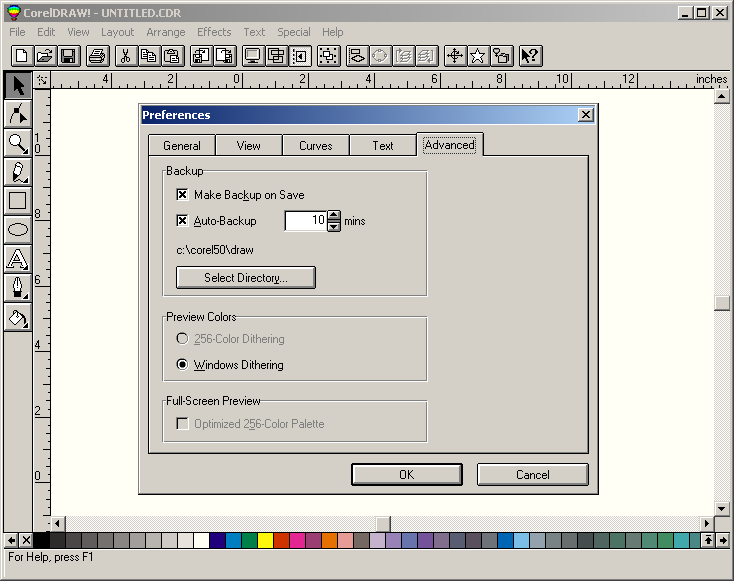 CorelDRAW! - UNTITLED.CDR
File Edit View Layout Arrange Effects Text Special Help
4 2 0 2 4 6 8 10 12 inches
Preferences
General View Curves Text Advanced
Backup
Make Backup on Save
Auto-Backup 10 mins
c:\corel50\draw
Select Directory...
Preview Colors
256-Color Dithering
Windows Dithering
Full-Screen Preview
Optimized 256-Color Palette
OK Cancel
10
8
6
4
2
0
For Help, press F1